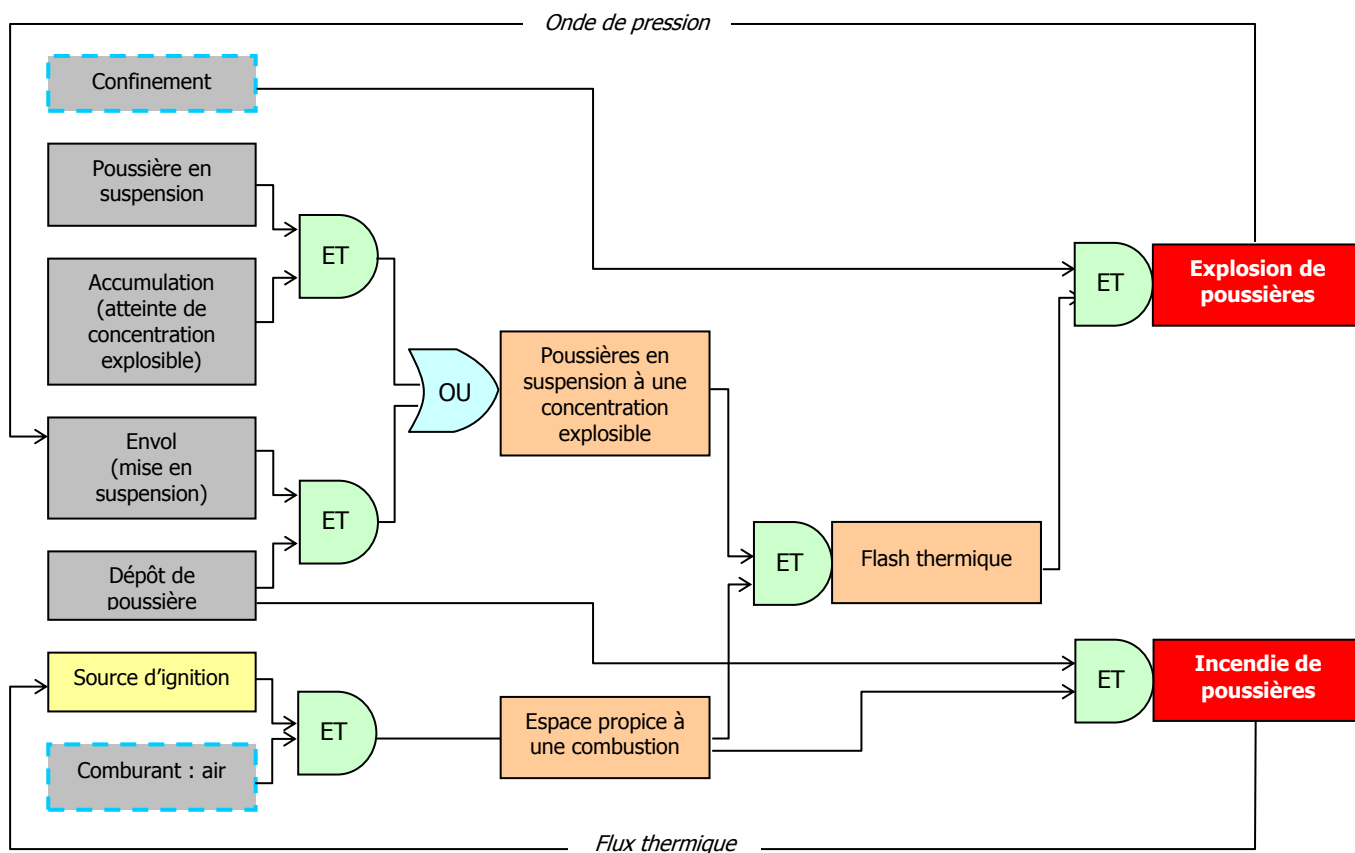 Onde de pression
Confinement
Poussière en
suspension
ET
Accumulation
(atteinte de
concentration
explosible)
ET
Explosion de
poussières
OU
Poussières en
suspension à une
concentration
explosible
Envol
(mise en
suspension)
ET
Dépôt de
poussière
ET
Flash thermique
Source d'ignition
ET
Comburant : air
Espace propice à
une combustion
ET
Incendie de
poussières
Flux thermique